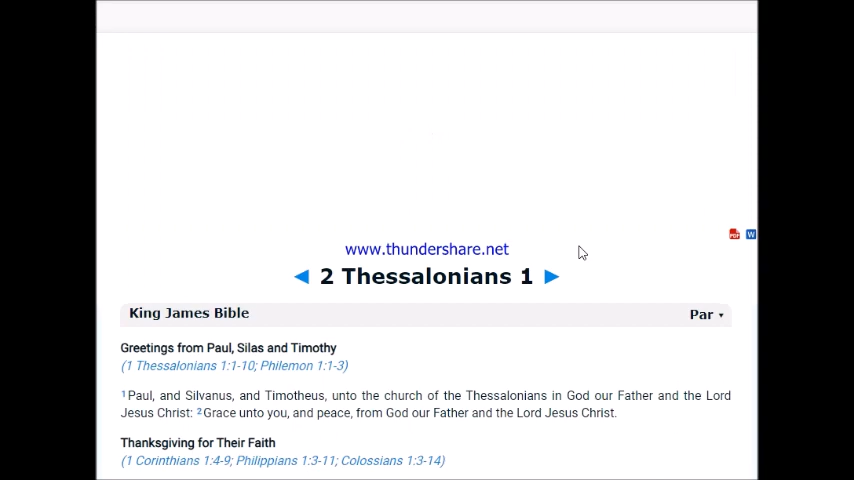 PDF W
www.thundershare.net
◄ 2 Thessalonians 1 ►
King James Bible Par ▾
Greetings from Paul, Silas and Timothy
(1 Thessalonians 1:1-10; Philemon 1:1-3)
1Paul, and Silvanus, and Timotheus, unto the church of the Thessalonians in God our Father and the Lord
Jesus Christ: 2Grace unto you, and peace, from God our Father and the Lord Jesus Christ.
Thanksgiving for Their Faith
(1 Corinthians 1:4-9; Philippians 1:3-11; Colossians 1:3-14)